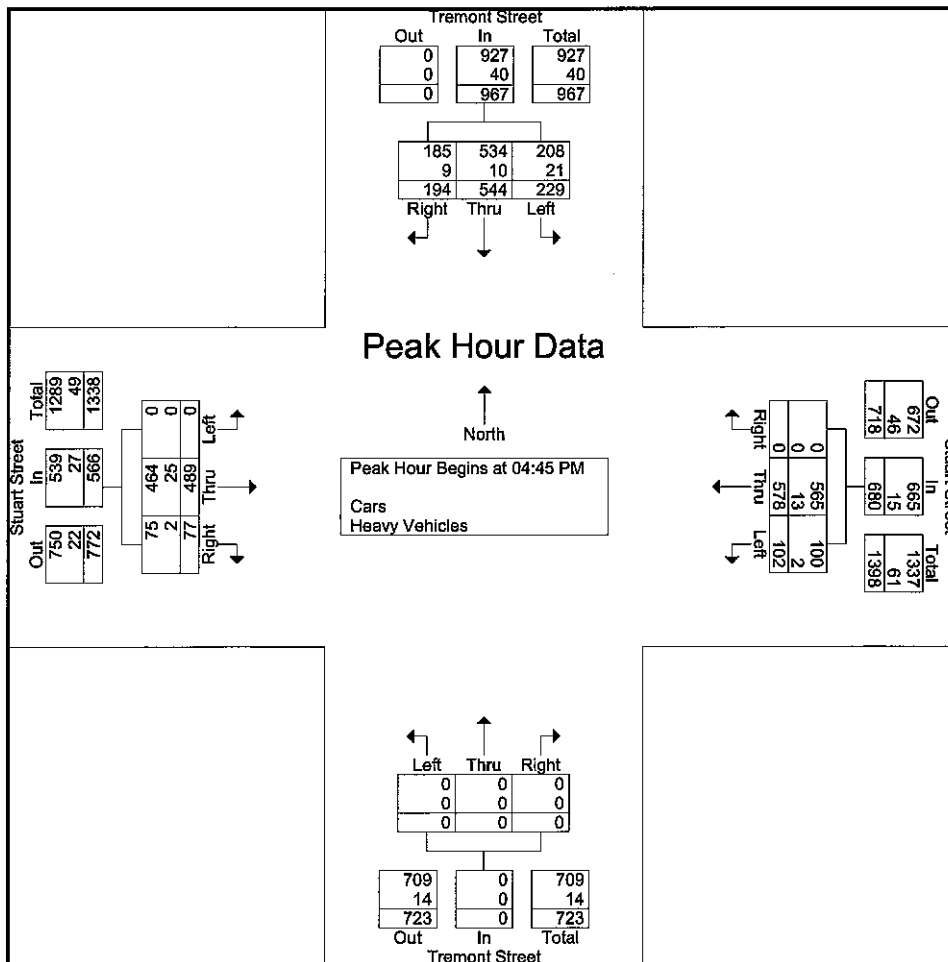 Tremont Street
Out In Total
0 927 927
0 40 40
0 967 967
185 534 208
9 10 21
194 544 229
Right Thru Left
Peak Hour Data
North
Peak Hour Begins at 04:45 PM
Cars
Heavy Vehicles
Stuart Street
Total In Out
1289 539 750
49 27 22
1338 566 772
Left Thru Right
0 464 75
0 25 2
0 489 77
Out In Total
672 665 1337
46 15 61
718 680 1398
Right Thru Left
0 565 100
0 13 2
0 578 102
Left Thru Right
0 0 0
0 0 0
0 0 0
709 0 709
14 0 14
723 0 723
Out In Total
Tremont Street